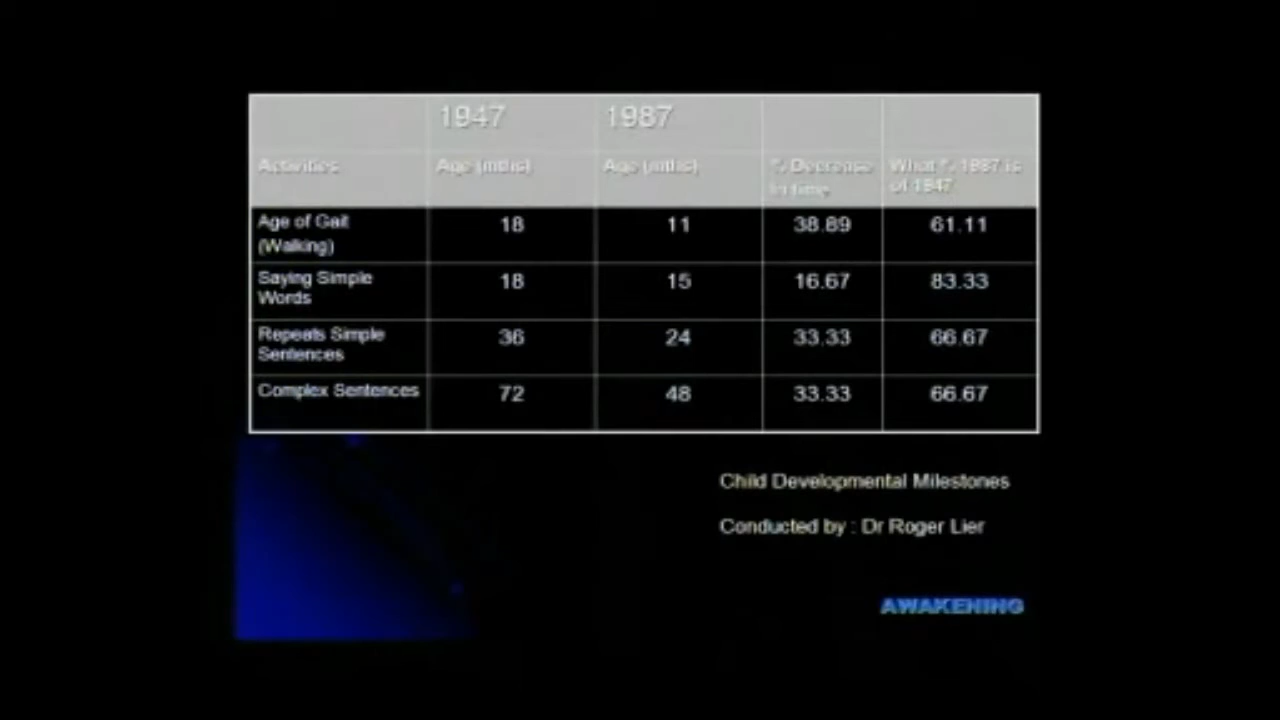 1947 1987
Activities Age (mths) Age (mths) % Decrease What % 1987 is
in time of 1947
Age of Gait 18 11 38.89 61.11
(Walking)
Saying Simple 18 15 16.67 83.33
Words
Repeats Simple 36 24 33.33 66.67
Sentences
Complex Sentences 72 48 33.33 66.67
Child Developmental Milestones
Conducted by : Dr Roger Lier
AWAKENING